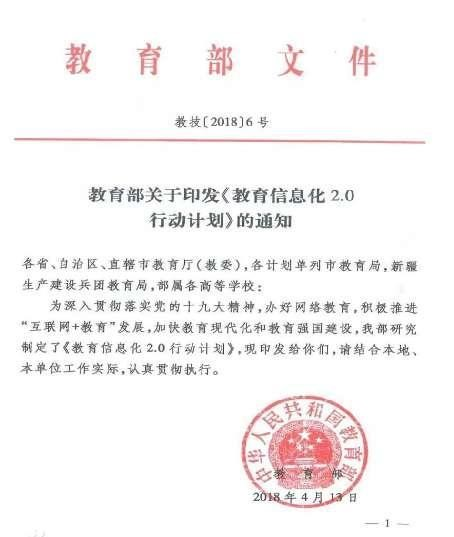 教育部文件
教技〔2018〕6号
教育部关于印发《教育信息化2.0
行动计划》的通知
各省、自治区、直辖市教育厅（教委），各计划单列市教育局，新疆
生产建设兵团教育局，部属各高等学校：
为深入贯彻落实党的十九大精神，办好网络教育，积极推进
“互联网+教育”发展，加快教育现代化和教育强国建设，我部研究
制定了《教育信息化2.0行动计划》，现印发给你们，请结合本地、
本单位工作实际，认真贯彻执行。
中华人民共和国教育部
教育部
2018年4月13日
— 1 —